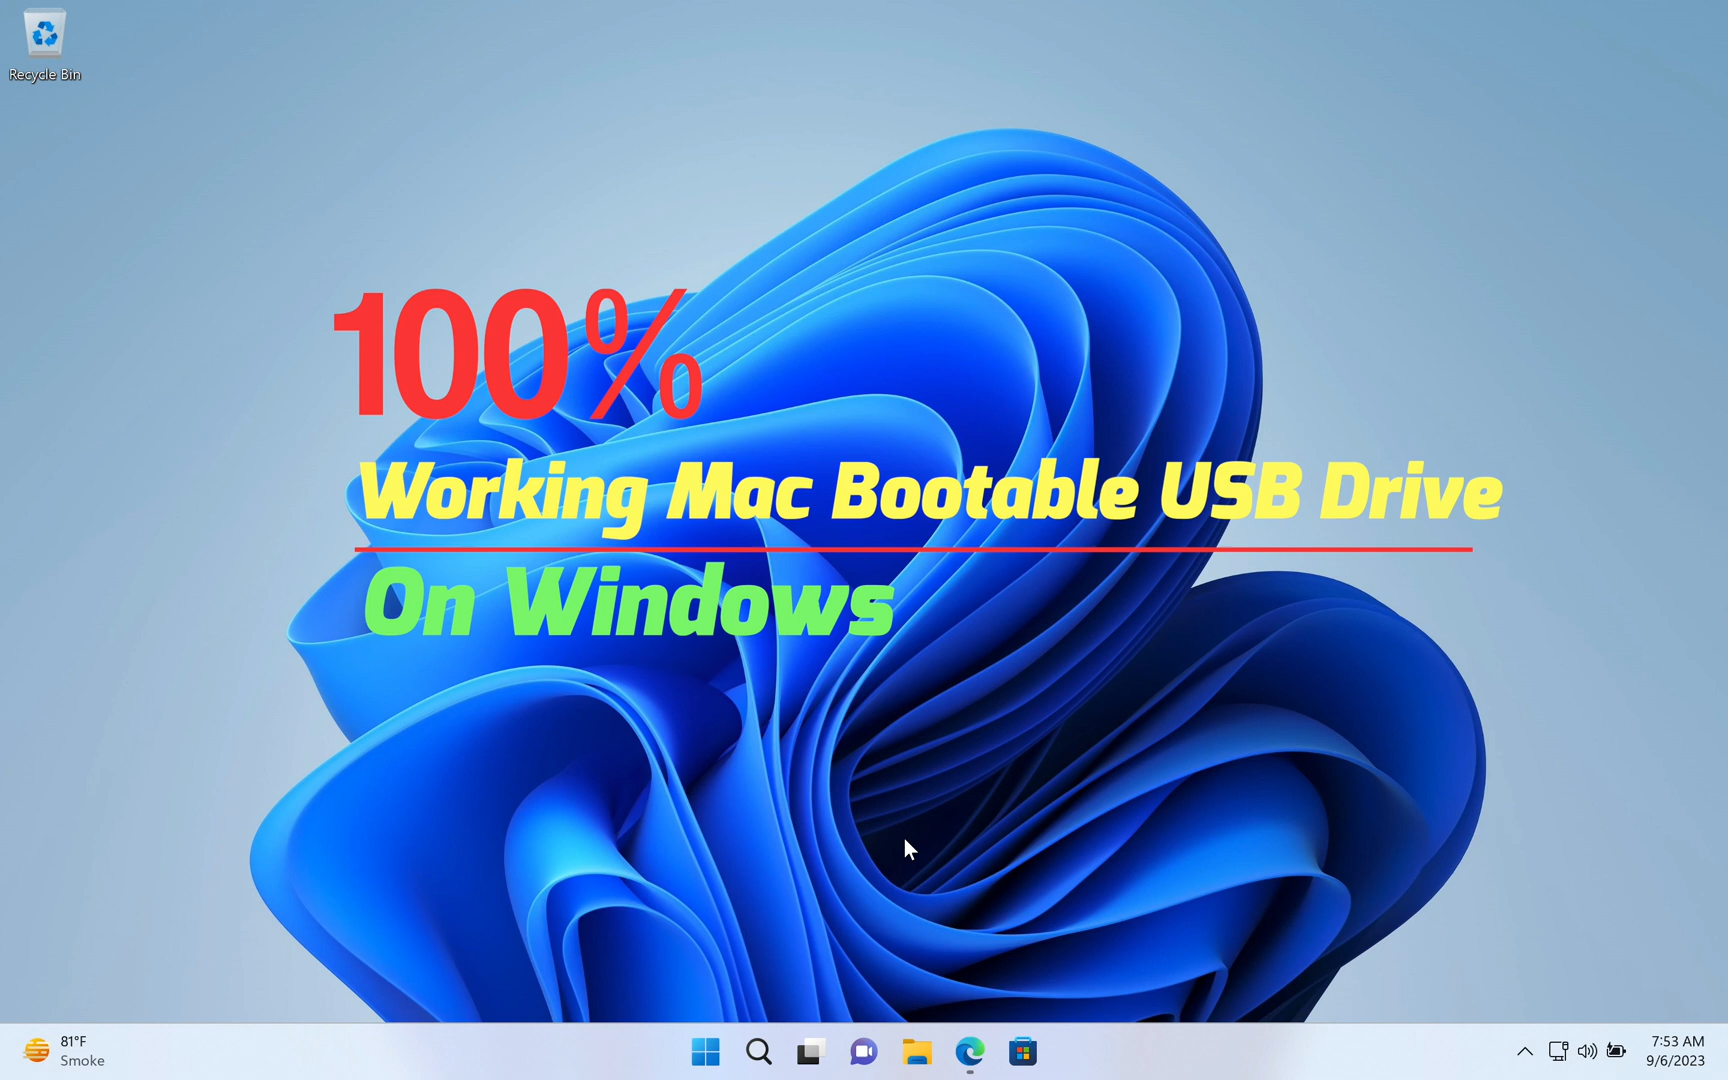 Recycle Bin
100%
Working Mac Bootable USB Drive
On Windows
81°F
Smoke
7:53 AM
9/6/2023